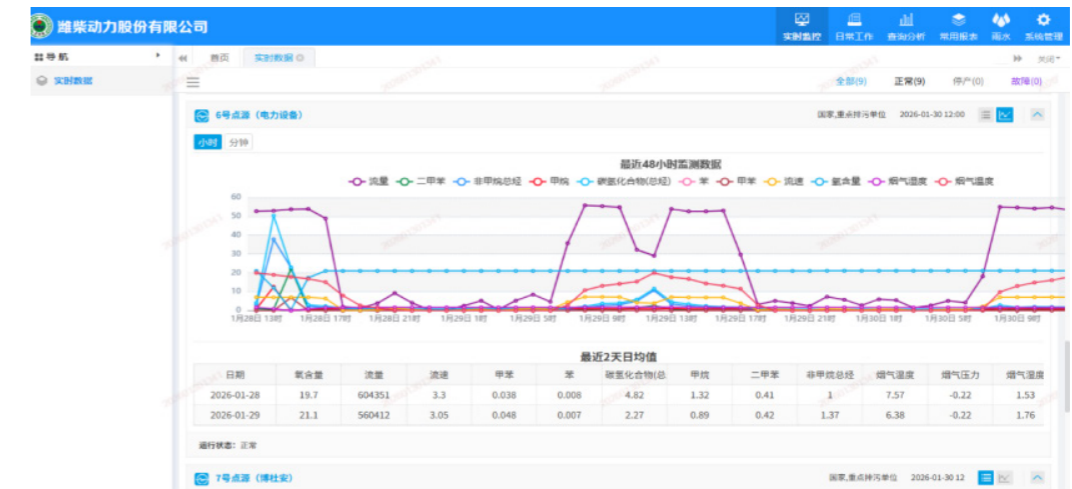 潍柴动力股份有限公司
实时监控 日常工作 查询分析 常用报表 雨水 系统管理
导航 首页 实时数据 关闭
实时数据 全部(9) 正常(9) 停产(0) 故障(0)
6号点源（电力设备） 国家,重点排污单位 2026-01-30 12:00
小时 分钟
最近48小时监测数据
流量 二甲苯 非甲烷总烃 甲烷 碳氢化合物(总烃) 苯 甲苯 流速 氧含量 烟气湿度 烟气温度
60
50
40
30
20
10
0
1月28日 13时 1月28日 17时 1月28日 21时 1月29日 1时 1月29日 5时 1月29日 9时 1月29日 13时 1月29日 17时 1月29日 21时 1月30日 1时 1月30日 5时 1月30日 9时
最近2天日均值
日期 氧含量 流量 流速 甲苯 苯 碳氢化合物(总 甲烷 二甲苯 非甲烷总烃 烟气温度 烟气压力 烟气湿度
2026-01-28 19.7 604351 3.3 0.038 0.008 4.82 1.32 0.41 1 7.57 -0.22 1.53
2026-01-29 21.1 560412 3.05 0.048 0.007 2.27 0.89 0.42 1.37 6.38 -0.22 1.76
运行状态：正常
7号点源（博杜安） 国家,重点排污单位 2026-01-30 12